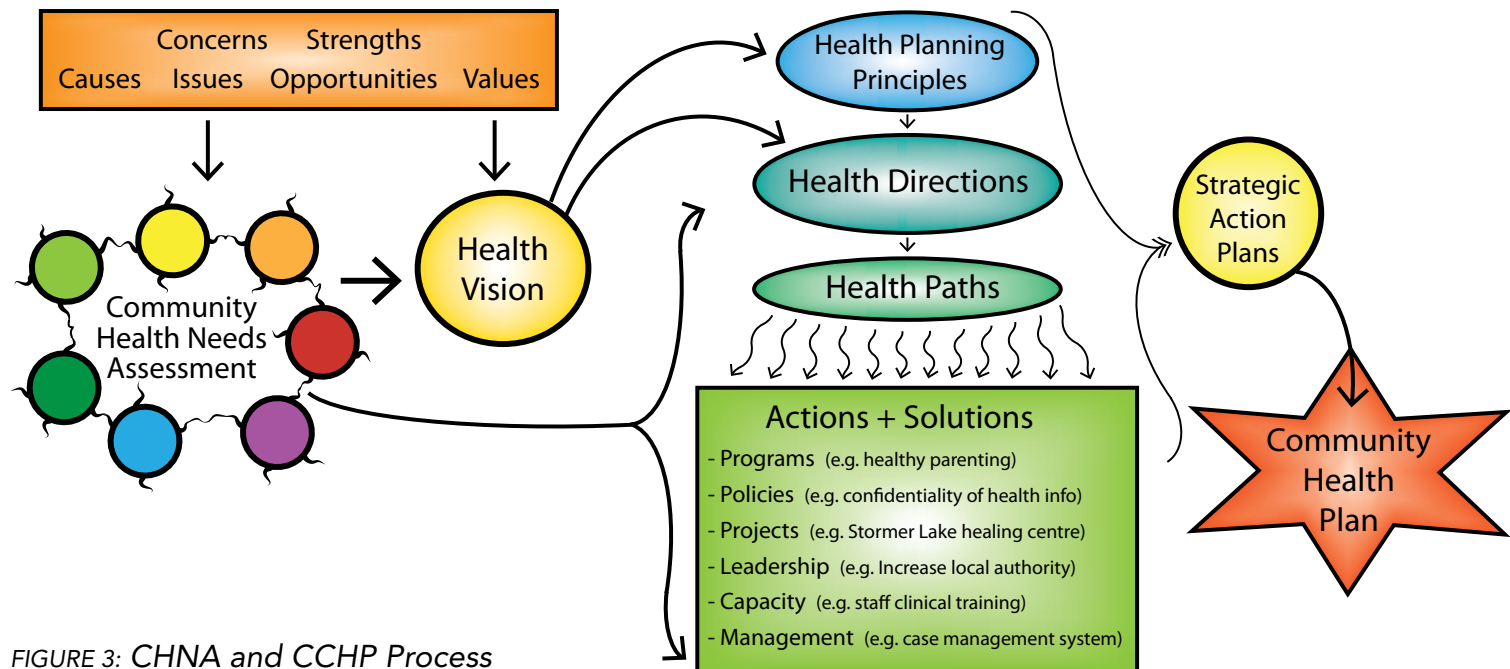 Concerns Strengths
Causes Issues Opportunities Values
Community
Health Needs
Assessment
Health
Vision
Health Planning
Principles
Health Directions
Health Paths
Actions + Solutions
- Programs (e.g. healthy parenting)
- Policies (e.g. confidentiality of health info)
- Projects (e.g. Stormer Lake healing centre)
- Leadership (e.g. Increase local authority)
- Capacity (e.g. staff clinical training)
- Management (e.g. case management system)
Strategic
Action
Plans
Community
Health
Plan
FIGURE 3: CHNA and CCHP Process